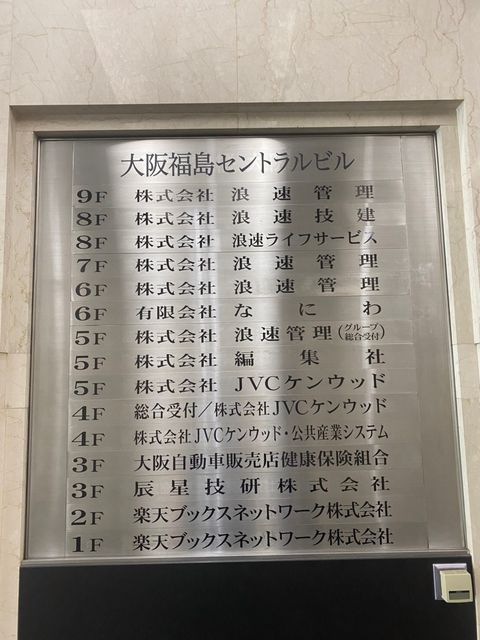 大阪福島セントラルビル
9F 株式会社 浪速管理
8F 株式会社 浪速技建
8F 株式会社 浪速ライフサービス
7F 株式会社 浪速管理
6F 株式会社 浪速管理
6F 有限会社 なにわ
5F 株式会社 浪速管理(グループ総合受付)
5F 株式会社 編集社
5F 株式会社 JVCケンウッド
4F 総合受付/株式会社JVCケンウッド
4F 株式会社JVCケンウッド・公共産業システム
3F 大阪自動車販売店健康保険組合
3F 辰星技研株式会社
2F 楽天ブックスネットワーク株式会社
1F 楽天ブックスネットワーク株式会社